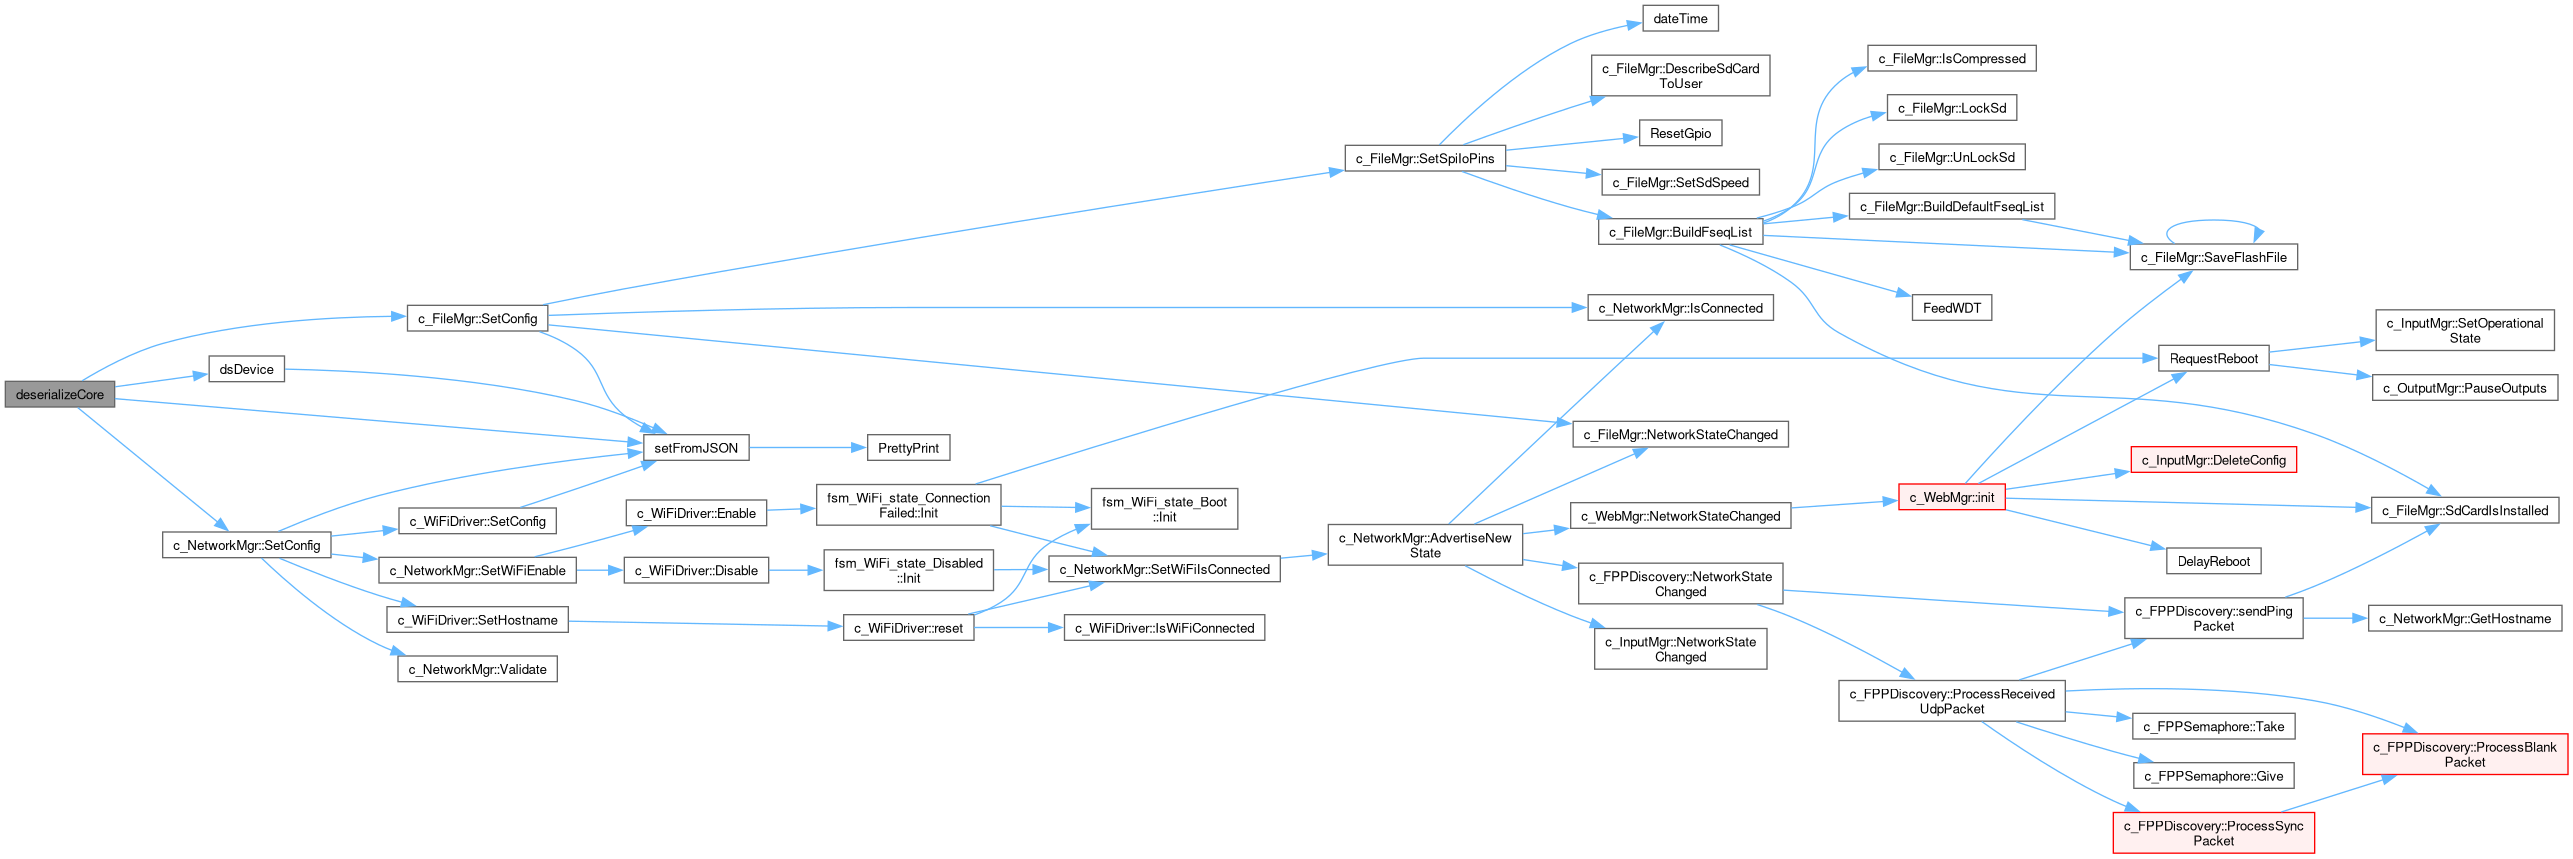 deserializeCore
c_FileMgr::SetConfig
dsDevice
c_NetworkMgr::SetConfig
c_WiFiDriver::SetConfig
c_NetworkMgr::SetWiFiEnable
c_WiFiDriver::SetHostname
c_NetworkMgr::Validate
setFromJSON
PrettyPrint
c_WiFiDriver::Enable
c_WiFiDriver::Disable
fsm_WiFi_state_Connection
Failed::Init
fsm_WiFi_state_Disabled
::Init
c_WiFiDriver::reset
fsm_WiFi_state_Boot
::Init
c_NetworkMgr::SetWiFiIsConnected
c_WiFiDriver::IsWiFiConnected
c_FileMgr::SetSpiIoPins
c_NetworkMgr::AdvertiseNew
State
dateTime
c_FileMgr::DescribeSdCard
ToUser
ResetGpio
c_FileMgr::SetSdSpeed
c_FileMgr::BuildFseqList
c_NetworkMgr::IsConnected
c_FileMgr::NetworkStateChanged
c_WebMgr::NetworkStateChanged
c_FPPDiscovery::NetworkState
Changed
c_InputMgr::NetworkState
Changed
c_FileMgr::IsCompressed
c_FileMgr::LockSd
c_FileMgr::UnLockSd
c_FileMgr::BuildDefaultFseqList
FeedWDT
c_WebMgr::init
c_FPPDiscovery::ProcessReceived
UdpPacket
c_FileMgr::SaveFlashFile
RequestReboot
c_InputMgr::DeleteConfig
c_FileMgr::SdCardIsInstalled
DelayReboot
c_FPPDiscovery::sendPing
Packet
c_FPPSemaphore::Take
c_FPPSemaphore::Give
c_FPPDiscovery::ProcessSync
Packet
c_InputMgr::SetOperational
State
c_OutputMgr::PauseOutputs
c_NetworkMgr::GetHostname
c_FPPDiscovery::ProcessBlank
Packet